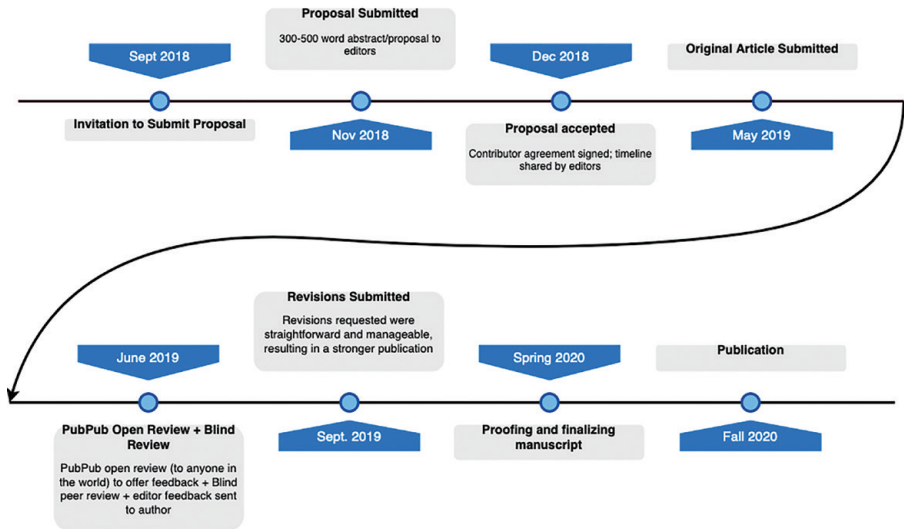 Sept 2018
Invitation to Submit Proposal
Proposal Submitted
300-500 word abstract/proposal to
editors
Nov 2018
Dec 2018
Proposal accepted
Contributor agreement signed; timeline
shared by editors
Original Article Submitted
May 2019
June 2019
PubPub Open Review + Blind
Review
PubPub open review (to anyone in
the world) to offer feedback + Blind
peer review + editor feedback sent
to author
Revisions Submitted
Revisions requested were
straightforward and manageable,
resulting in a stronger publication
Sept. 2019
Spring 2020
Proofing and finalizing
manuscript
Publication
Fall 2020